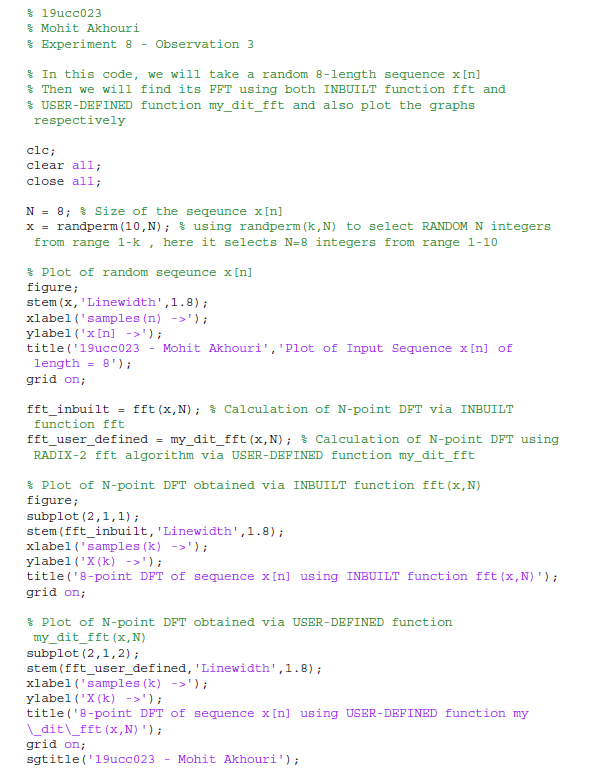 % 19ucc023
% Mohit Akhouri
% Experiment 8 - Observation 3
% In this code, we will take a random 8-length sequence x[n]
% Then we will find its FFT using both INBUILT function fft and
% USER-DEFINED function my_dit_fft and also plot the graphs
respectively
clc;
clear all;
close all;
N = 8; % Size of the seqeunce x[n]
x = randperm(10,N); % using randperm(k,N) to select RANDOM N integers
from range 1-k , here it selects N=8 integers from range 1-10
% Plot of random seqeunce x[n]
figure;
stem(x,'Linewidth',1.8);
xlabel('samples(n) ->');
ylabel('x[n] ->');
title('19ucc023 - Mohit Akhouri','Plot of Input Sequence x[n] of
length = 8');
grid on;
fft_inbuilt = fft(x,N); % Calculation of N-point DFT via INBUILT
function fft
fft_user_defined = my_dit_fft(x,N); % Calculation of N-point DFT using
RADIX-2 fft algorithm via USER-DEFINED function my_dit_fft
% Plot of N-point DFT obtained via INBUILT function fft(x,N)
figure;
subplot(2,1,1);
stem(fft_inbuilt,'Linewidth',1.8);
xlabel('samples(k) ->');
ylabel('X(k) ->');
title('8-point DFT of sequence x[n] using INBUILT function fft(x,N)');
grid on;
% Plot of N-point DFT obtained via USER-DEFINED function
my_dit_fft(x,N)
subplot(2,1,2);
stem(fft_user_defined,'Linewidth',1.8);
xlabel('samples(k) ->');
ylabel('X(k) ->');
title('8-point DFT of sequence x[n] using USER-DEFINED function my
\_dit\_fft(x,N)');
grid on;
sgtitle('19ucc023 - Mohit Akhouri');